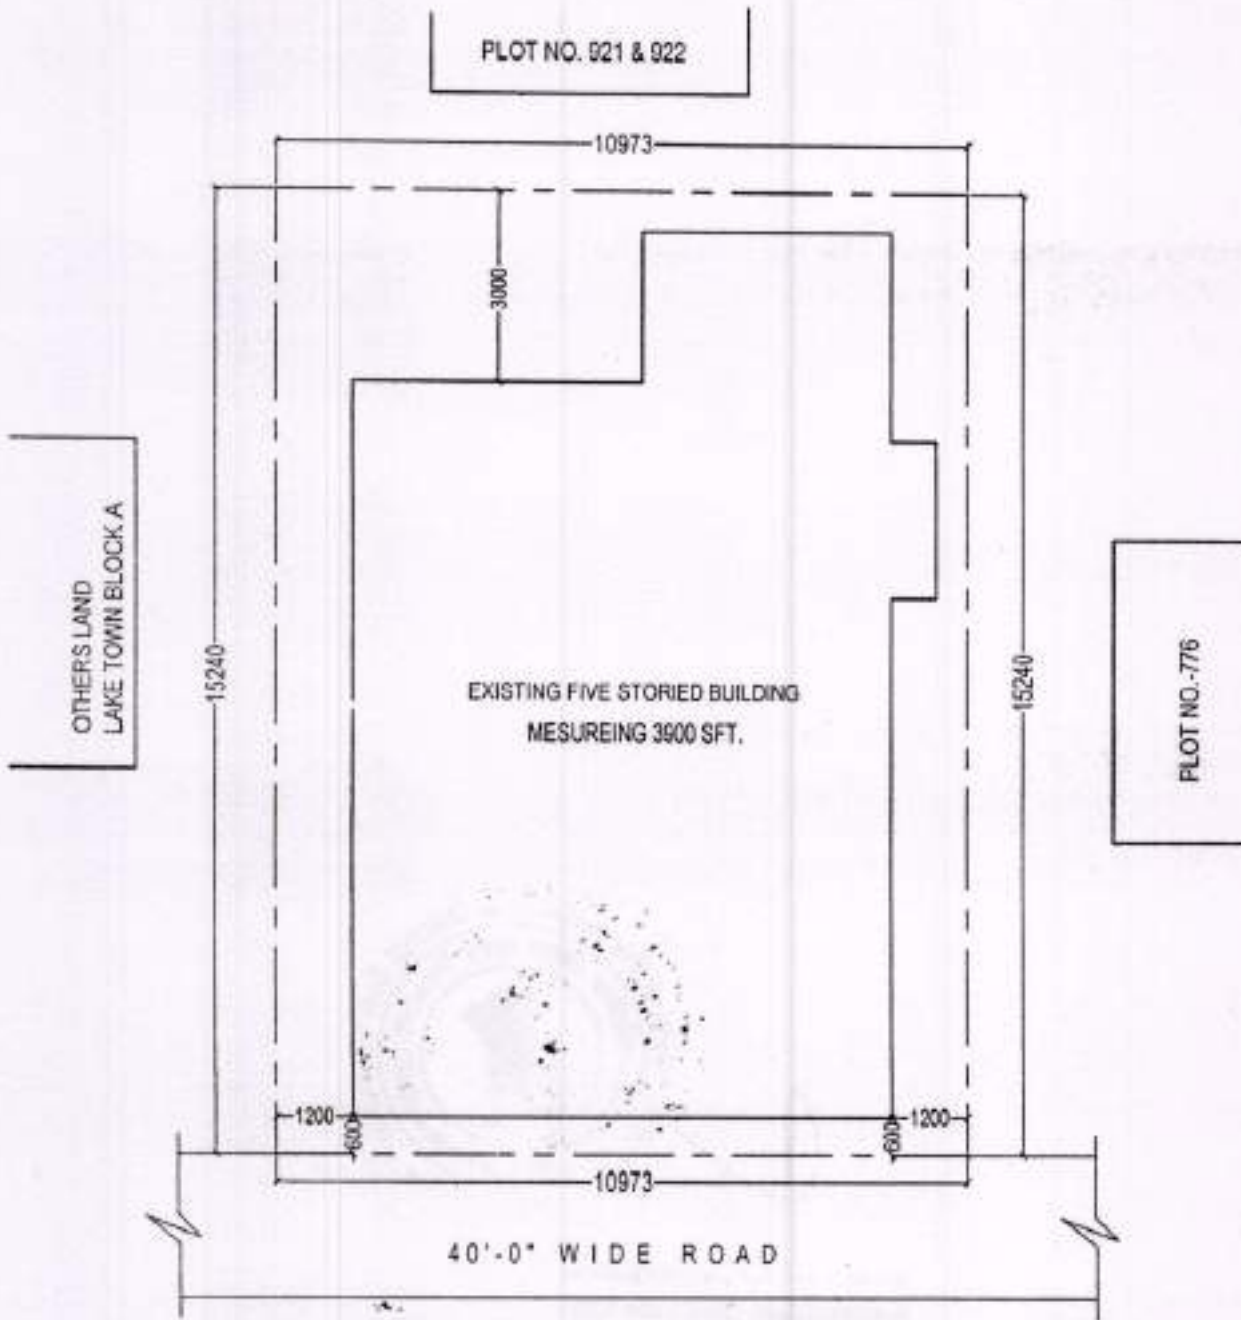 PLOT NO. 921 & 922
10973
3000
OTHERS LAND
LAKE TOWN BLOCK A
15240
15240
EXISTING FIVE STORIED BUILDING
MESUREING 3900 SFT.
PLOT NO.-776
1200
600
600
1200
10973
40'-0" WIDE ROAD